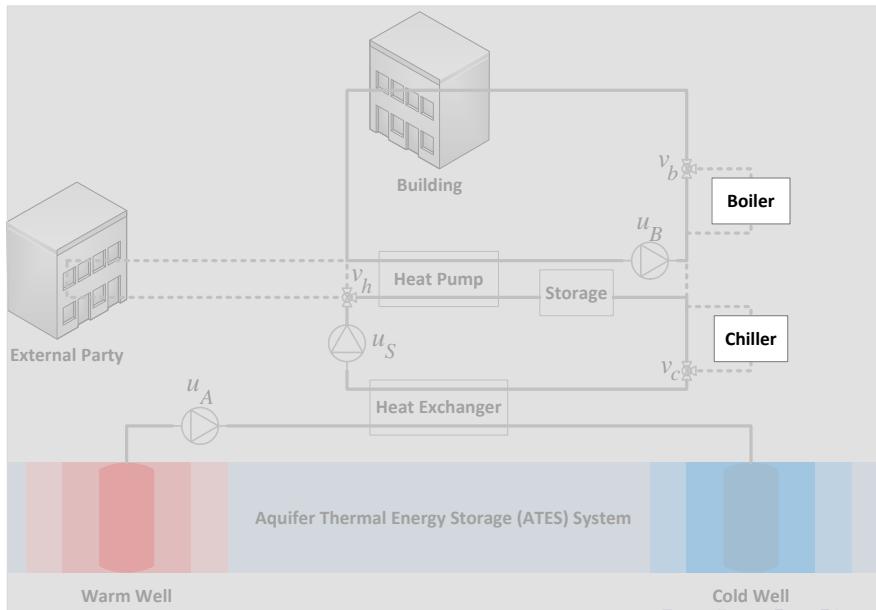 Building
v_b
Boiler
u_B
Heat Pump
v_h
Storage
External Party
u_S
Chiller
v_c
u_A
Heat Exchanger
Aquifer Thermal Energy Storage (ATES) System
Warm Well
Cold Well